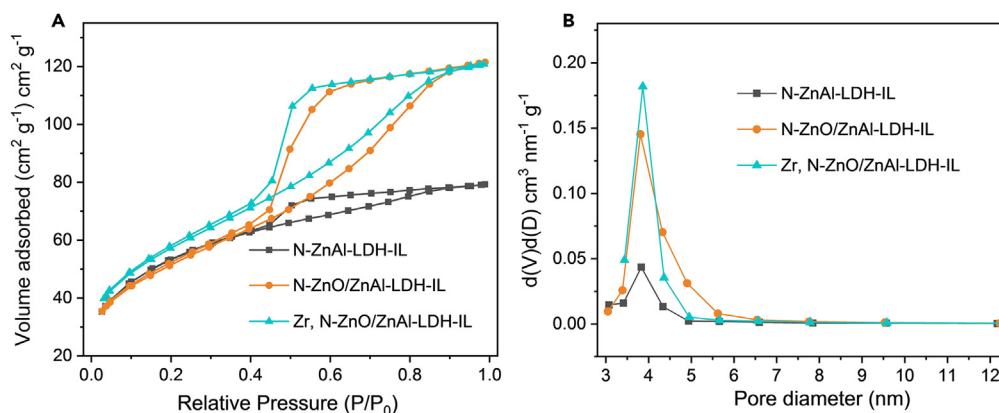 A
Volume adsorbed (cm² g⁻¹) cm² g⁻¹
140
120
100
80
60
40
20
0.0 0.2 0.4 0.6 0.8 1.0
Relative Pressure (P/P₀)
N-ZnAl-LDH-IL
N-ZnO/ZnAl-LDH-IL
Zr, N-ZnO/ZnAl-LDH-IL
B
d(V)d(D) cm³ nm⁻¹ g⁻¹
0.20
0.15
0.10
0.05
0.00
3 4 5 6 7 8 9 10 11 12
Pore diameter (nm)
N-ZnAl-LDH-IL
N-ZnO/ZnAl-LDH-IL
Zr, N-ZnO/ZnAl-LDH-IL